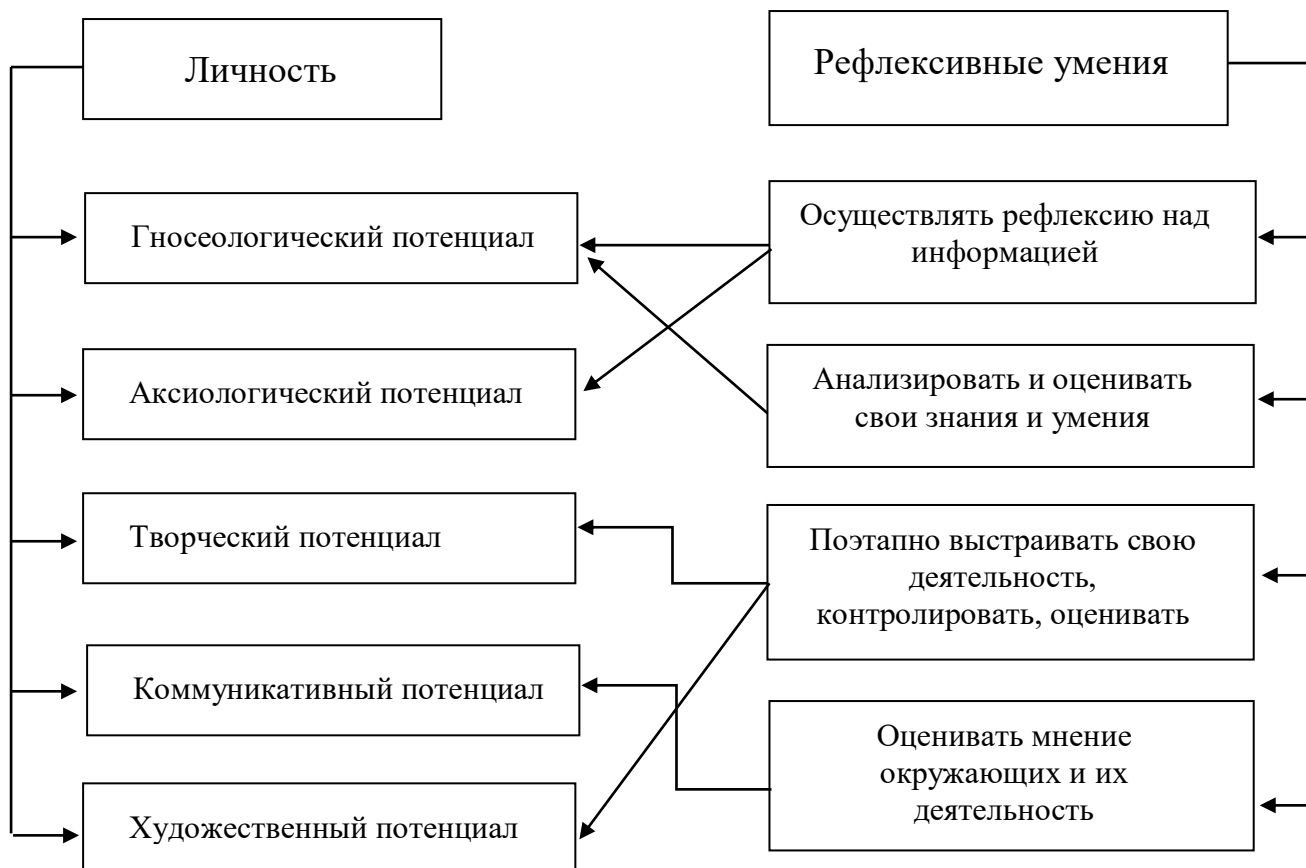 Личность
Рефлексивные умения
Гносеологический потенциал
Осуществлять рефлексию над
информацией
Аксиологический потенциал
Анализировать и оценивать
свои знания и умения
Творческий потенциал
Поэтапно выстраивать свою
деятельность,
контролировать, оценивать
Коммуникативный потенциал
Оценивать мнение
окружающих и их
деятельность
Художественный потенциал